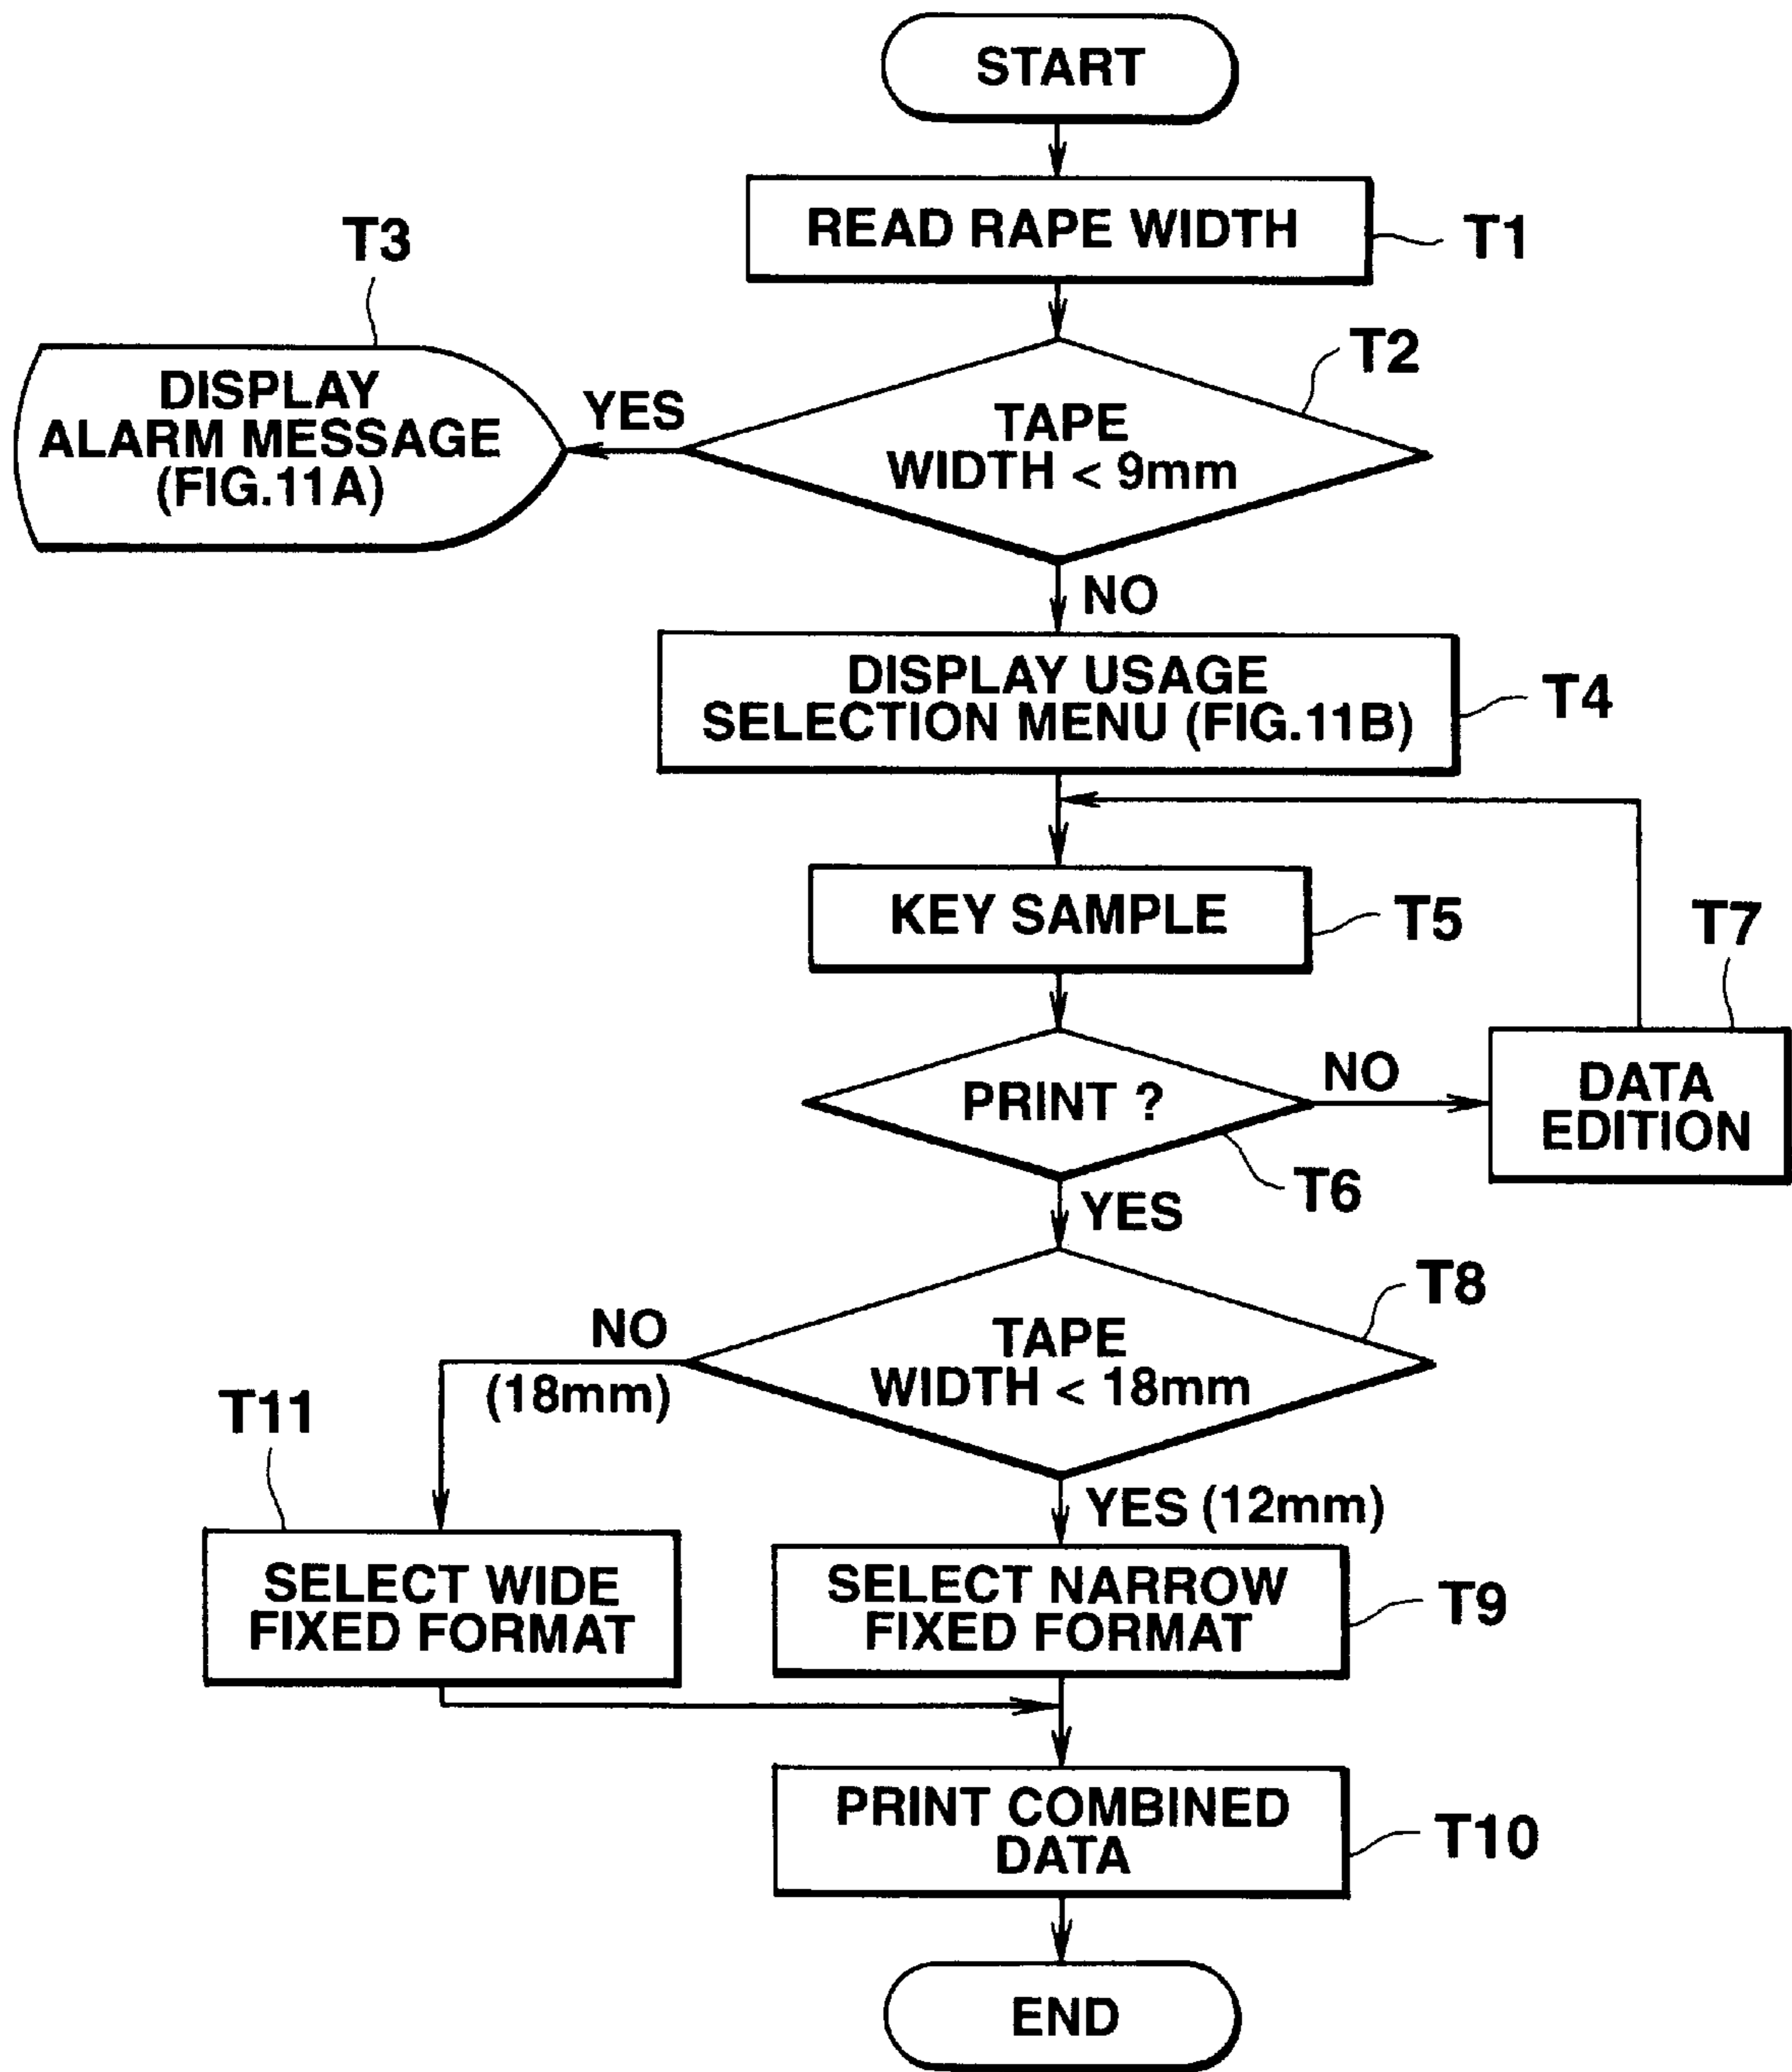 START
READ RAPE WIDTH
T1
T3
T2
DISPLAY
ALARM MESSAGE
(FIG.11A)
YES
TAPE
WIDTH < 9mm
NO
DISPLAY USAGE
SELECTION MENU (FIG.11B)
T4
KEY SAMPLE
T5
T7
PRINT ?
NO
DATA
EDITION
T6
YES
T8
NO
(18mm)
TAPE
WIDTH < 18mm
T11
YES (12mm)
SELECT WIDE
FIXED FORMAT
SELECT NARROW
FIXED FORMAT
T9
PRINT COMBINED
DATA
T10
END